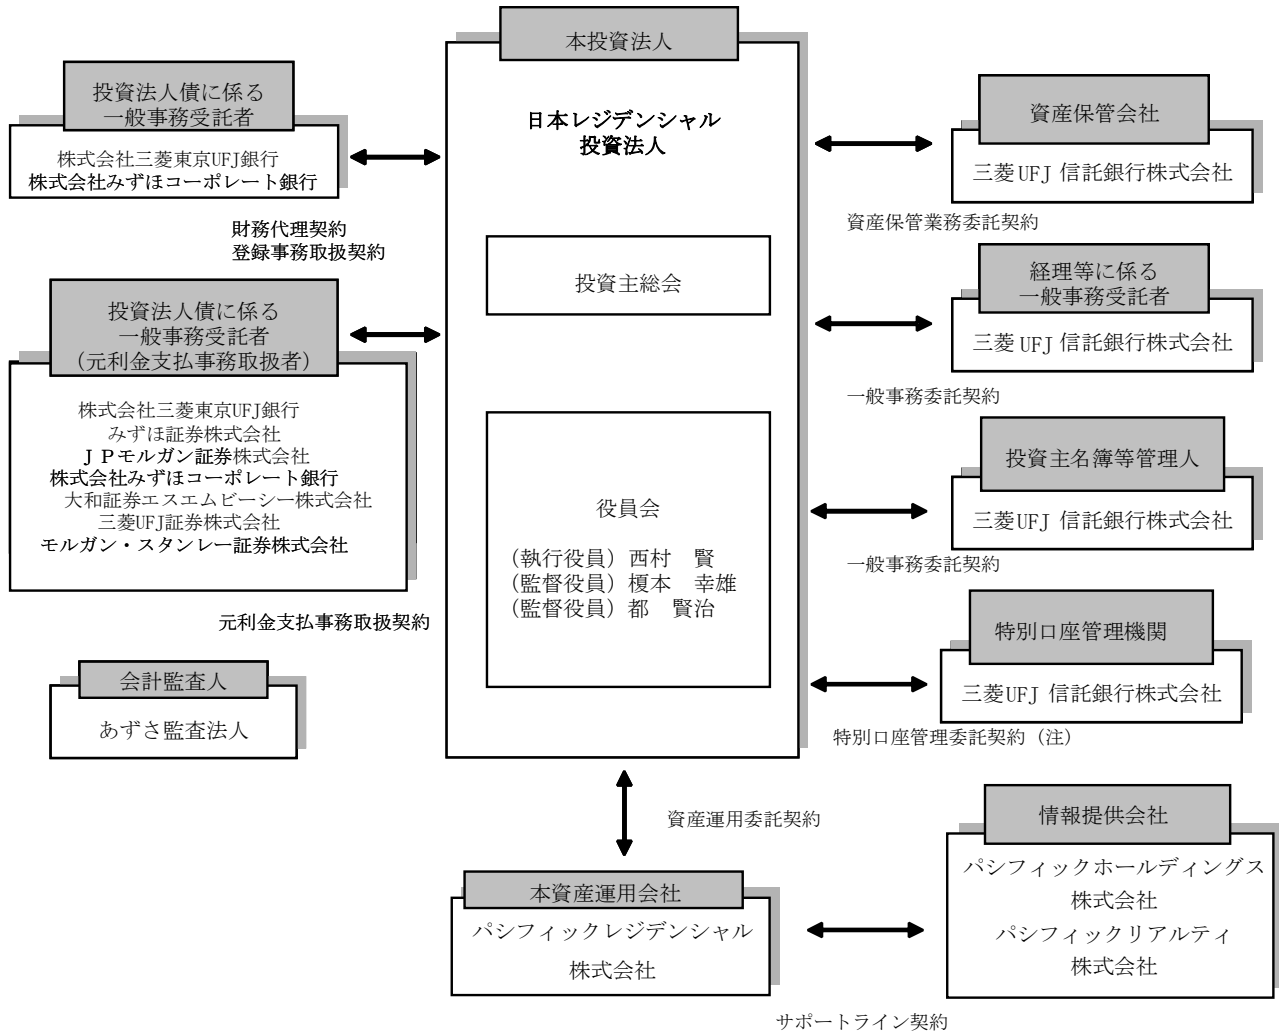 本投資法人
日本レジデンシャル
投資法人
投資主総会
役員会
(執行役員) 西村　賢
(監督役員) 榎本　幸雄
(監督役員) 都　賢治
投資法人債に係る
一般事務受託者
株式会社三菱東京UFJ銀行
株式会社みずほコーポレート銀行
財務代理契約
登録事務取扱契約
投資法人債に係る
一般事務受託者
(元利金支払事務取扱者)
株式会社三菱東京UFJ銀行
みずほ証券株式会社
ＪＰモルガン証券株式会社
株式会社みずほコーポレート銀行
大和証券エスエムビーシー株式会社
三菱UFJ証券株式会社
モルガン・スタンレー証券株式会社
元利金支払事務取扱契約
会計監査人
あずさ監査法人
資産保管会社
三菱UFJ 信託銀行株式会社
資産保管業務委託契約
経理等に係る
一般事務受託者
三菱UFJ 信託銀行株式会社
一般事務委託契約
投資主名簿等管理人
三菱UFJ 信託銀行株式会社
一般事務委託契約
特別口座管理機関
三菱UFJ 信託銀行株式会社
特別口座管理委託契約 (注)
資産運用委託契約
本資産運用会社
パシフィックレジデンシャル
株式会社
情報提供会社
パシフィックホールディングス
株式会社
パシフィックリアルティ
株式会社
サポートライン契約